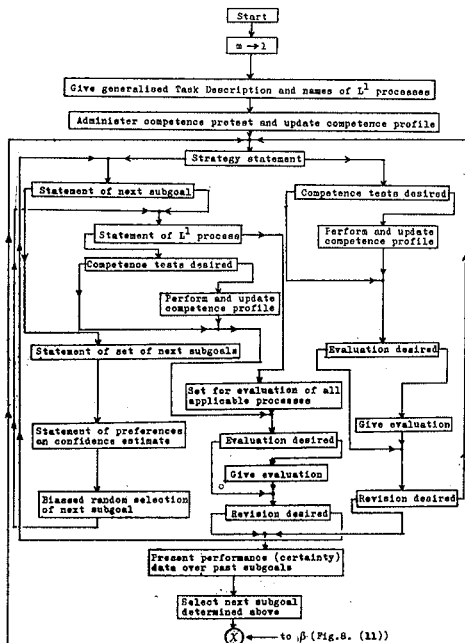 Start
m → 1
Give generalised Task Description and names of L¹ processes
Administer competence pretest and update competence profile
Strategy statement
Statement of next subgoal
Competence tests desired
Statement of L¹ process
Perform and update
competence profile
Competence tests desired
Perform and update
competence profile
Statement of set of next subgoals
Evaluation desired
Set for evaluation of all
applicable processes
Statement of preferences
on confidence estimate
Give evaluation
Evaluation desired
Give evaluation
Biassed random selection
of next subgoal
Revision desired
Revision desired
Present performance (certainty)
data over past subgoals
Select next subgoal
determined above
X
to β (Fig.8. (11))